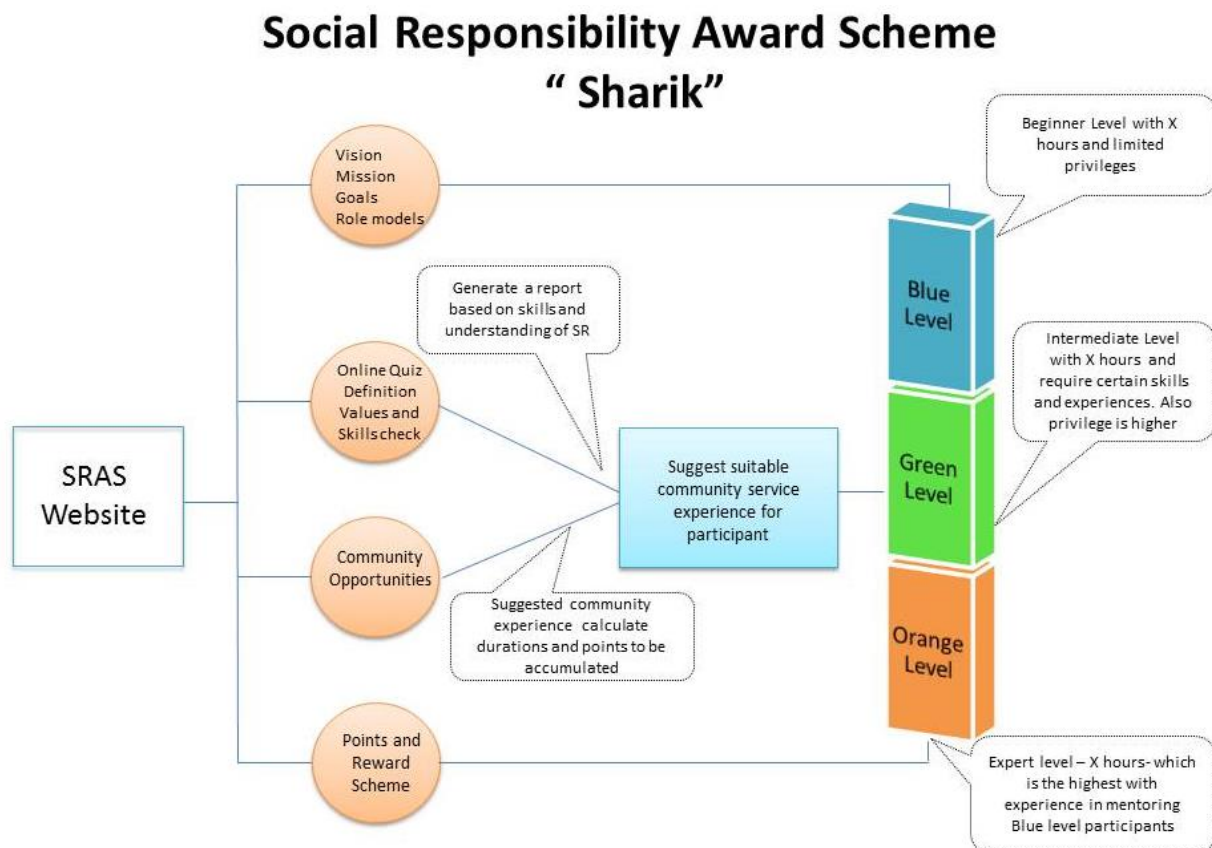 Social Responsibility Award Scheme
“ Sharik”
Beginner Level with X
hours and limited
privileges
Vision
Mission
Goals
Role models
Generate a report
based on skills and
understanding of SR
Blue
Level
Intermediate Level
with X hours and
require certain skills
and experiences. Also
privilege is higher
Online Quiz
Definition
Values and
Skills check
SRAS
Website
Suggest suitable
community service
experience for
participant
Green
Level
Community
Opportunities
Suggested community
experience calculate
durations and points to be
accumulated
Orange
Level
Points and
Reward
Scheme
Expert level – X hours- which
is the highest with
experience in mentoring
Blue level participants